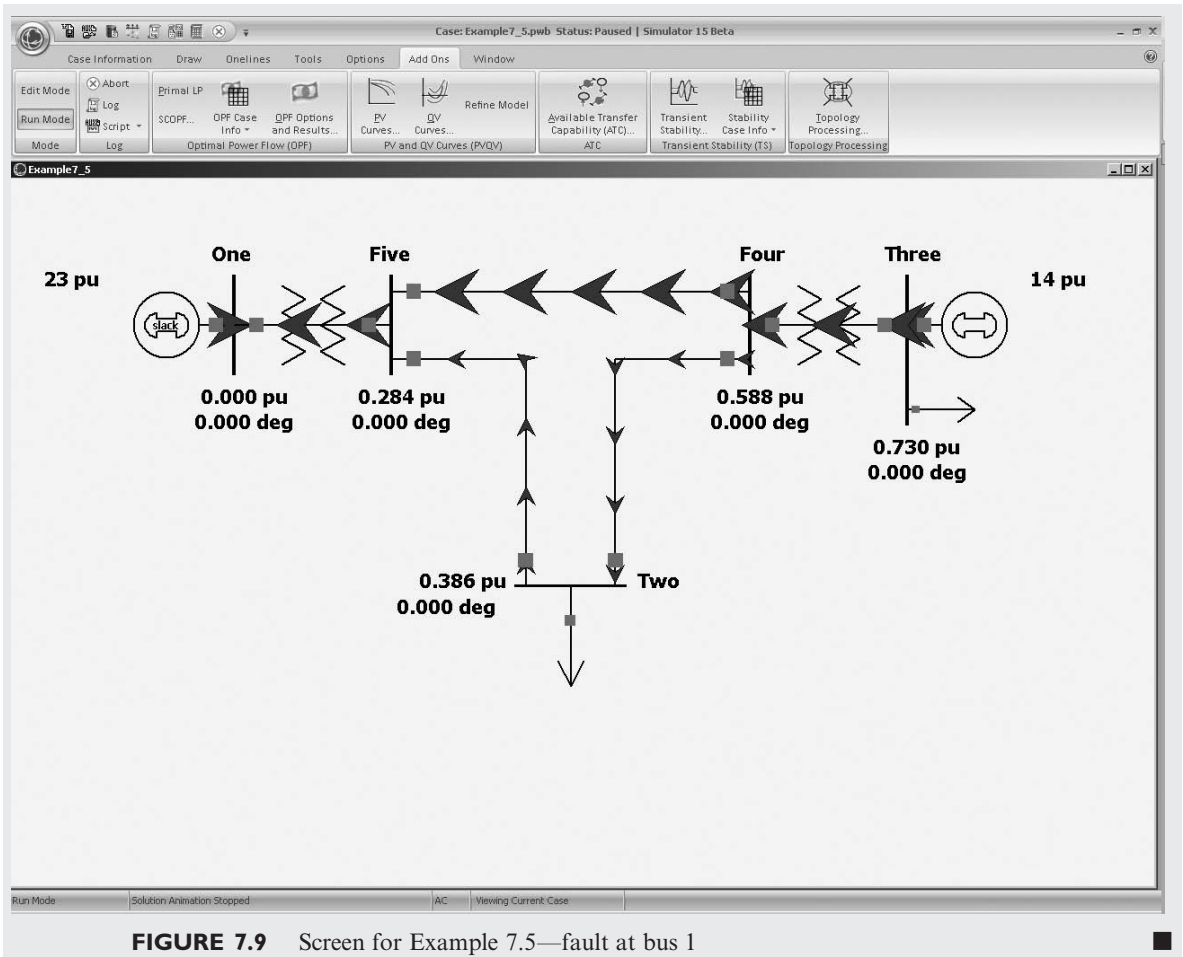 Case: Example7_5.pwb Status: Paused | Simulator 15 Beta
Case Information Draw Onelines Tools Options Add Ons Window
Edit Mode
Run Mode
Mode
Abort
Log
Script
Log
Primal LP
SCOPF...
OPF Case
Info
OPF Options
and Results...
Optimal Power Flow (OPF)
PV
Curves...
QV
Curves...
Refine Model
PV and QV Curves (PVQV)
Available Transfer
Capability (ATC)...
ATC
Transient
Stability...
Stability
Case Info
Transient Stability (TS)
Topology
Processing...
Topology Processing
Example7_5
One Five Four Three
23 pu 14 pu
slack
0.000 pu
0.000 deg
0.284 pu
0.000 deg
0.588 pu
0.000 deg
0.730 pu
0.000 deg
0.386 pu Two
0.000 deg
Run Mode Solution Animation Stopped AC Viewing Current Case
FIGURE 7.9 Screen for Example 7.5—fault at bus 1